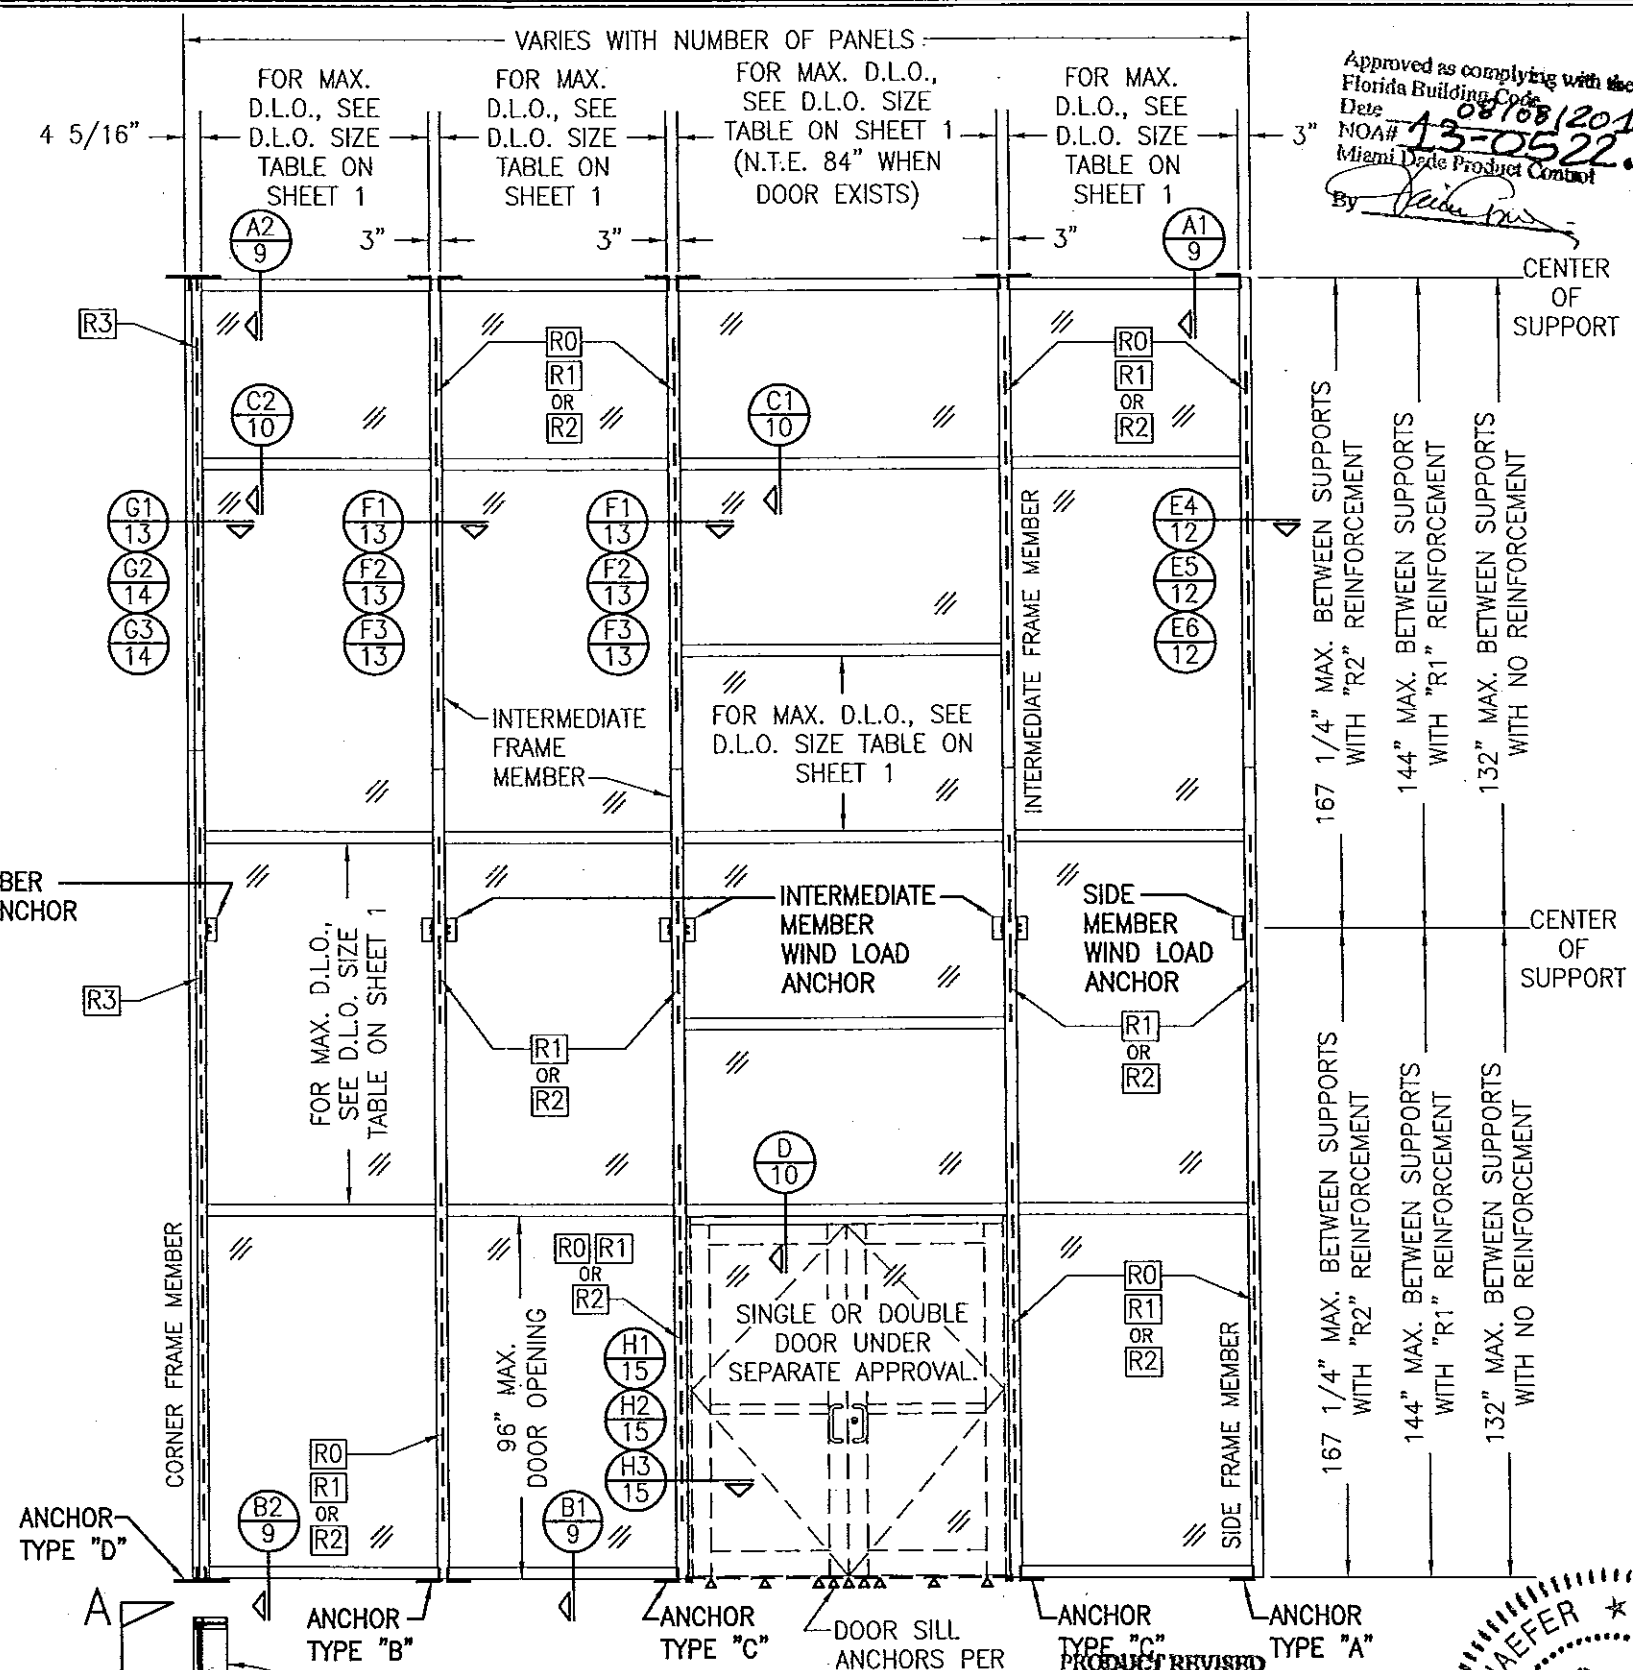 VARIES WITH NUMBER OF PANELS
FOR MAX.
D.L.O., SEE
D.L.O. SIZE
TABLE ON
SHEET 1
FOR MAX.
D.L.O., SEE
D.L.O. SIZE
TABLE ON
SHEET 1
FOR MAX. D.L.O.,
SEE D.L.O. SIZE
TABLE ON SHEET 1
(N.T.E. 84" WHEN
DOOR EXISTS)
FOR MAX.
D.L.O., SEE
D.L.O. SIZE
TABLE ON
SHEET 1
4 5/16"
3"
Approved as complying with the
Florida Building Code
Date 08/08/201
NOA# 13-0522.
Miami Dade Product Control
By
3"
3"
3"
A2
9
A1
9
CENTER
OF
SUPPORT
R3
R0
R1
OR
R2
R0
R1
OR
R2
C2
10
C1
10
G1
13
G2
14
G3
14
F1
13
F2
13
F3
13
F1
13
F2
13
F3
13
E4
12
E5
12
E6
12
INTERMEDIATE FRAME MEMBER
167 1/4" MAX. BETWEEN SUPPORTS
WITH "R2" REINFORCEMENT
144" MAX. BETWEEN SUPPORTS
WITH "R1" REINFORCEMENT
132" MAX. BETWEEN SUPPORTS
WITH NO REINFORCEMENT
INTERMEDIATE
FRAME
MEMBER
FOR MAX. D.L.O., SEE
D.L.O. SIZE TABLE ON
SHEET 1
BER
NCHOR
INTERMEDIATE
MEMBER
WIND LOAD
ANCHOR
SIDE
MEMBER
WIND LOAD
ANCHOR
CENTER
OF
SUPPORT
R3
FOR MAX. D.L.O.,
SEE D.L.O. SIZE
TABLE ON SHEET 1
R1
OR
R2
R1
OR
R2
D
10
167 1/4" MAX. BETWEEN SUPPORTS
WITH "R2" REINFORCEMENT
144" MAX. BETWEEN SUPPORTS
WITH "R1" REINFORCEMENT
132" MAX. BETWEEN SUPPORTS
WITH NO REINFORCEMENT
CORNER FRAME MEMBER
R0 R1
OR
R2
96" MAX.
DOOR OPENING
SINGLE OR DOUBLE
DOOR UNDER
SEPARATE APPROVAL.
R0
R1
OR
R2
H1
15
H2
15
H3
15
SIDE FRAME MEMBER
R0
R1
OR
R2
B2
9
B1
9
ANCHOR
TYPE "D"
A
ANCHOR
TYPE "B"
ANCHOR
TYPE "C"
DOOR SILL
ANCHORS PER
ANCHOR
TYPE "C"
PRODUCT REVISED
ANCHOR
TYPE "A"
AEFER